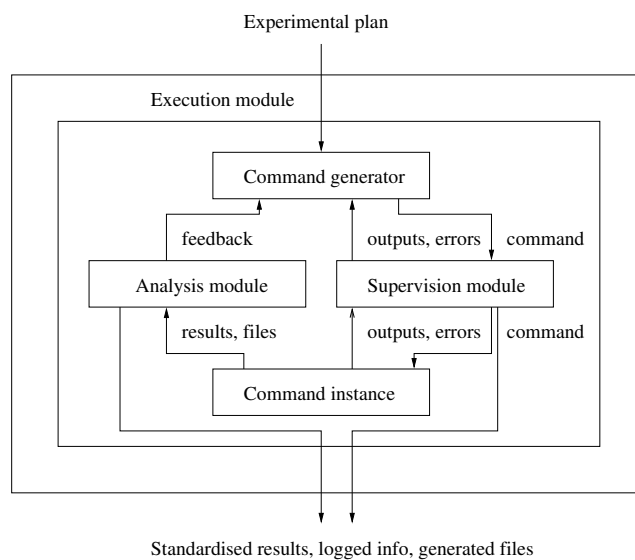 Experimental plan
Execution module
Command generator
feedback
outputs, errors
command
Analysis module
Supervision module
results, files
outputs, errors
command
Command instance
Standardised results, logged info, generated files